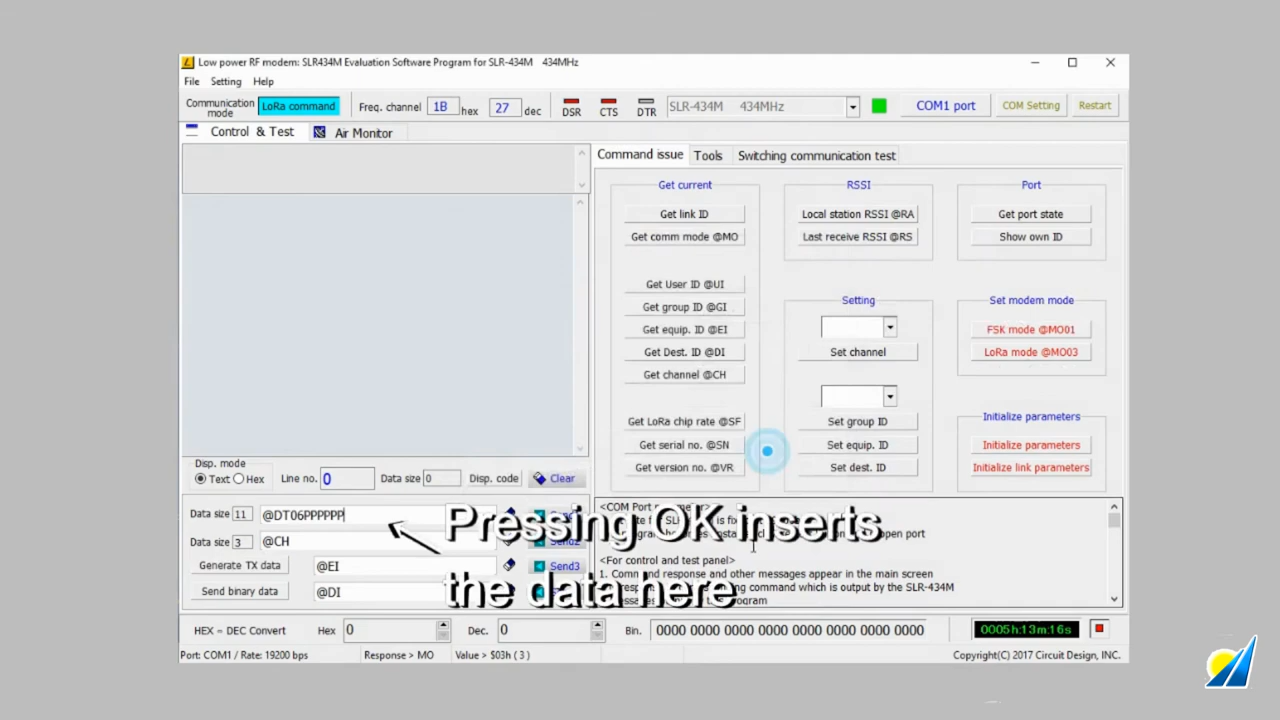 Low power RF modem: SLR434M Evaluation Software Program for SLR-434M 434MHz
File Setting Help
Communication mode LoRa command Freq. channel 1B hex 27 dec DSR CTS DTR SLR-434M 434MHz COM1 port COM Setting Restart
Control & Test Air Monitor
Command issue Tools Switching communication test
Get current RSSI Port
Get link ID Local station RSSI @RA Get port state
Get comm mode @MO Last receive RSSI @RS Show own ID
Get User ID @UI
Get group ID @GI Setting Set modem mode
Get equip. ID @EI FSK mode @MO01
Get Dest. ID @DI Set channel LoRa mode @MO03
Get channel @CH
Get LoRa chip rate @SF Set group ID Initialize parameters
Get serial no. @SN Set equip. ID Initialize parameters
Get version no. @VR Set dest. ID Initialize link parameters
Disp. mode
Text Hex Line no. 0 Data size 0 Disp. code Clear
Data size 11 @DT06PPPPPP
Data size 3 @CH
Generate TX data @EI Send3
Send binary data @DI
Pressing OK inserts
the data here
<COM Port
open port
<For control and test panel>
1. Command response and other messages appear in the main screen
command which is output by the SLR-434M
program
HEX = DEC Convert Hex 0 Dec. 0 Bin. 0000 0000 0000 0000 0000 0000 0000 0000 0005h:13m:16s
Port: COM1 / Rate: 19200 bps Response > MO Value > $03h ( 3 ) Copyright(C) 2017 Circuit Design, INC.